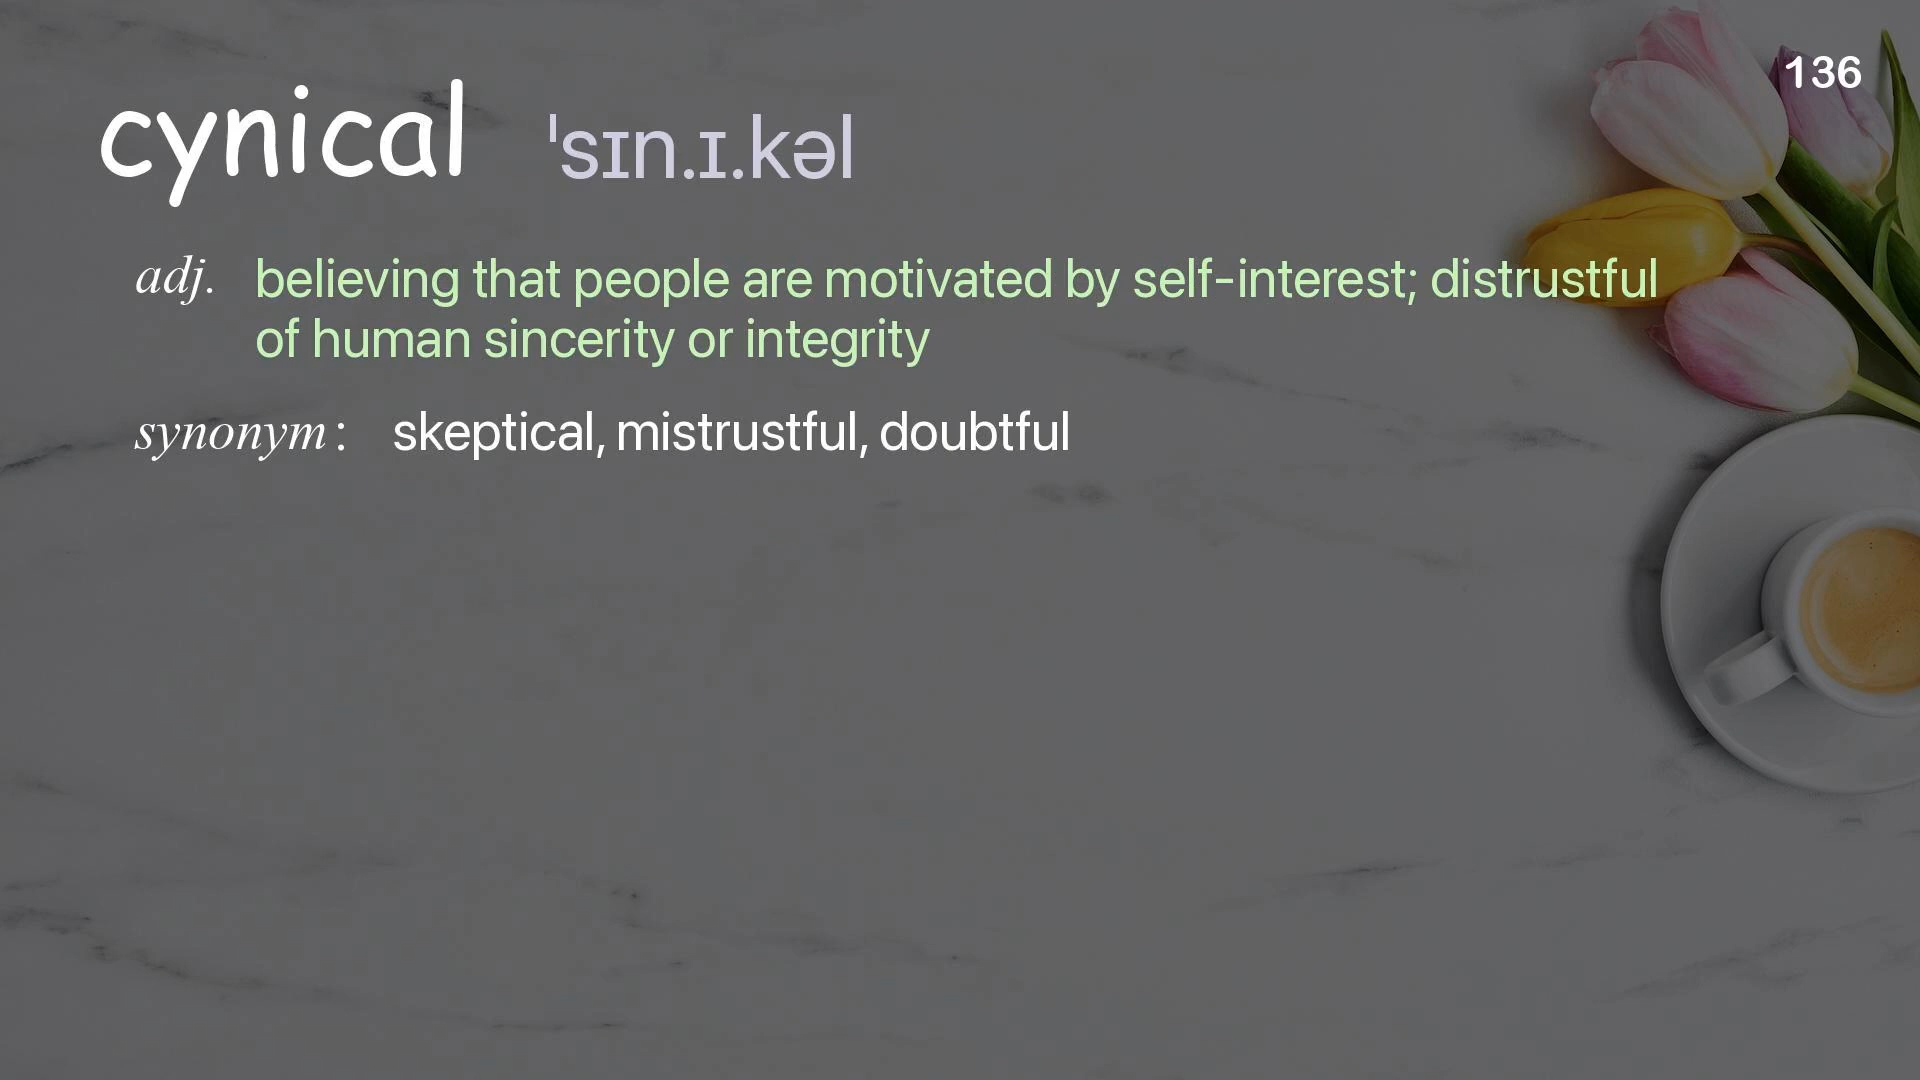 136
cynical ˈsɪn.ɪ.kəl
adj. believing that people are motivated by self-interest; distrustful
of human sincerity or integrity
synonym: skeptical, mistrustful, doubtful